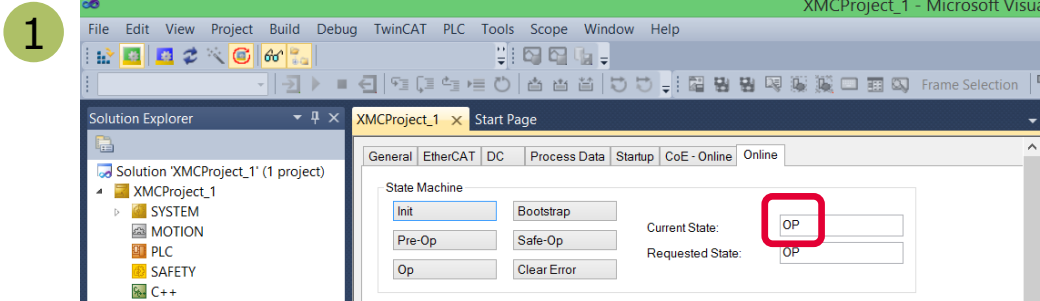 1
XMCProject_1 - Microsoft Visua
File Edit View Project Build Debug TwinCAT PLC Tools Scope Window Help
Frame Selection
Solution Explorer
XMCProject_1 Start Page
General EtherCAT DC Process Data Startup CoE - Online Online
Solution 'XMCProject_1' (1 project)
XMCProject_1
SYSTEM
MOTION
PLC
SAFETY
C++
State Machine
Init Bootstrap
Pre-Op Safe-Op
Op Clear Error
Current State: OP
Requested State: OP